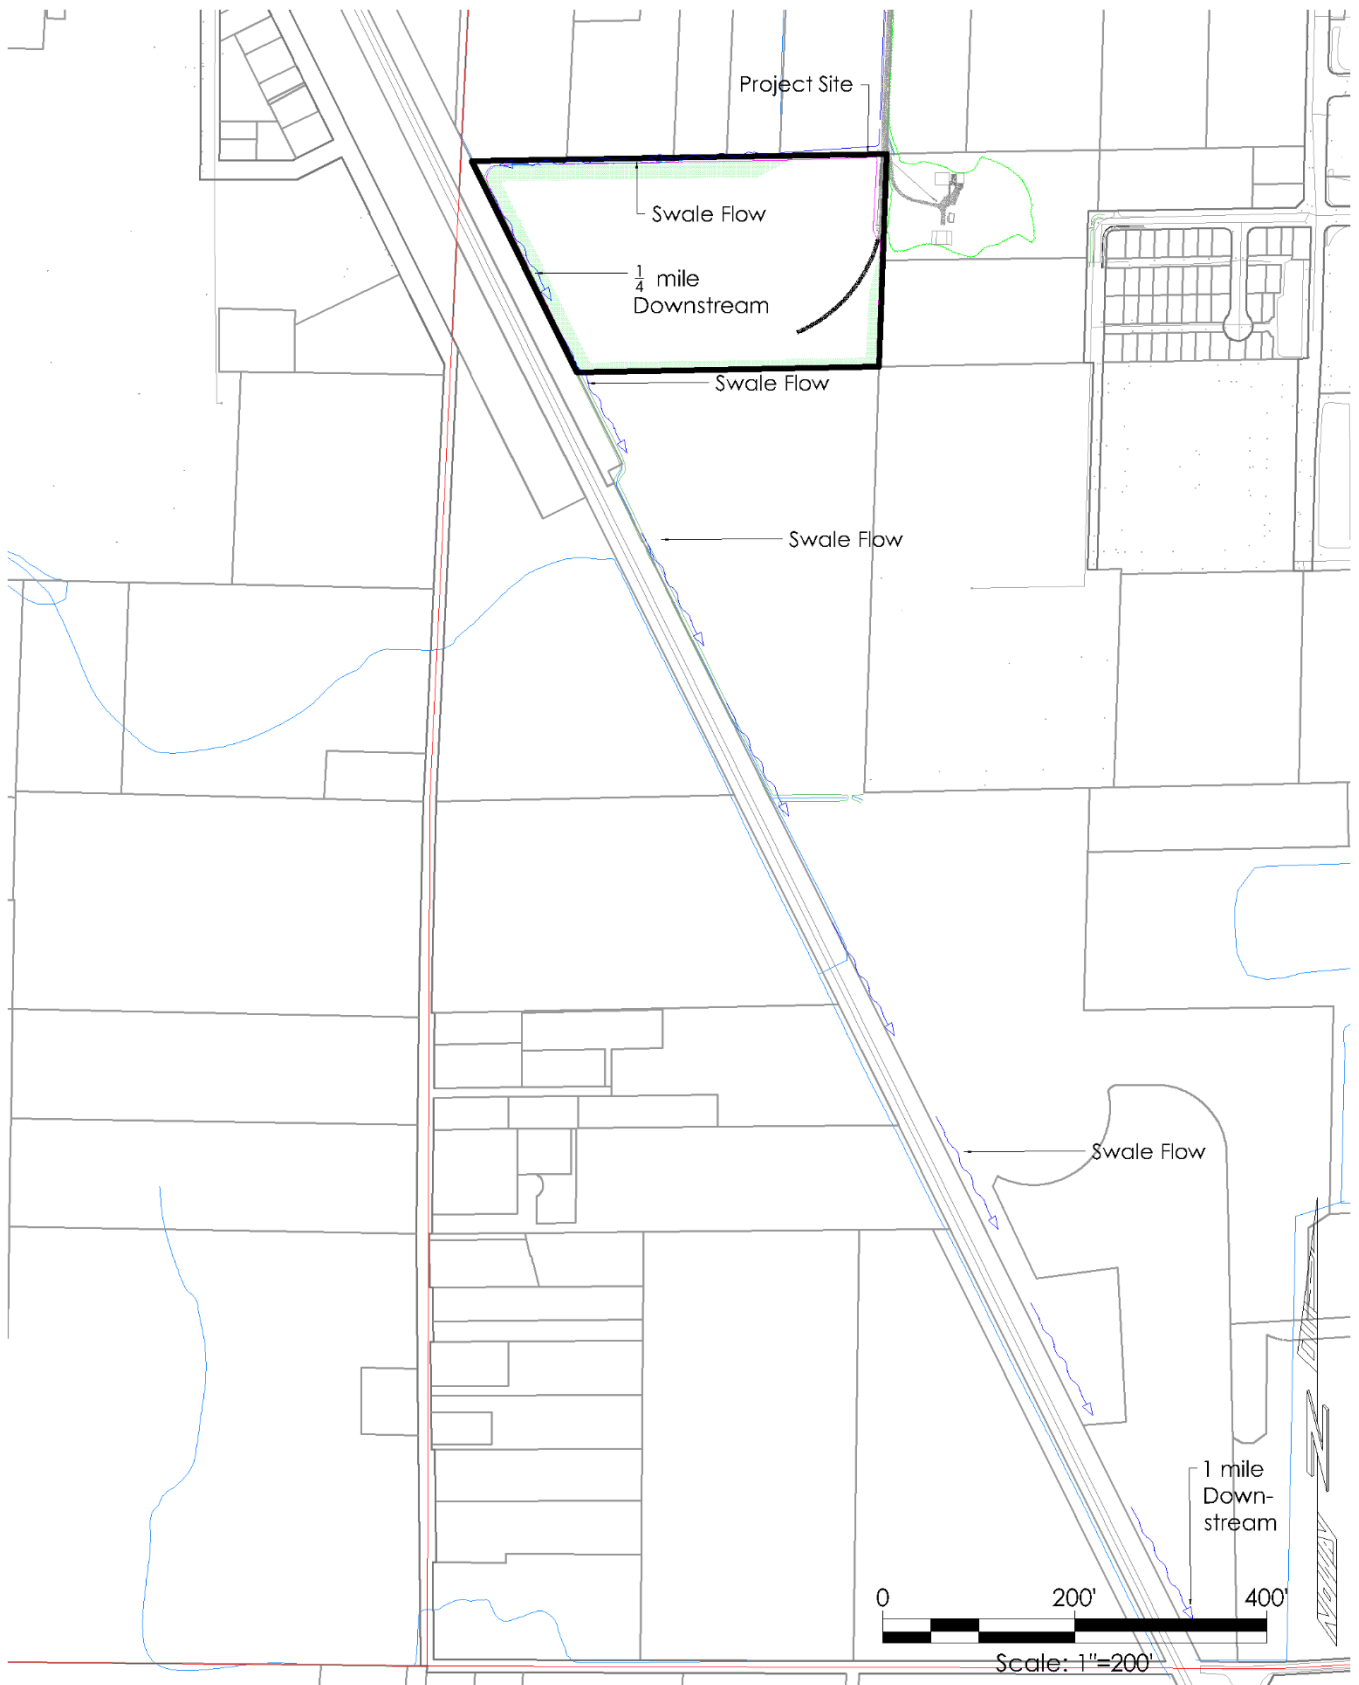 Project Site
Swale Flow
1/4 mile
Downstream
Swale Flow
Swale Flow
Swale Flow
1 mile
Down-
stream
N
0 200' 400'
Scale: 1"=200'